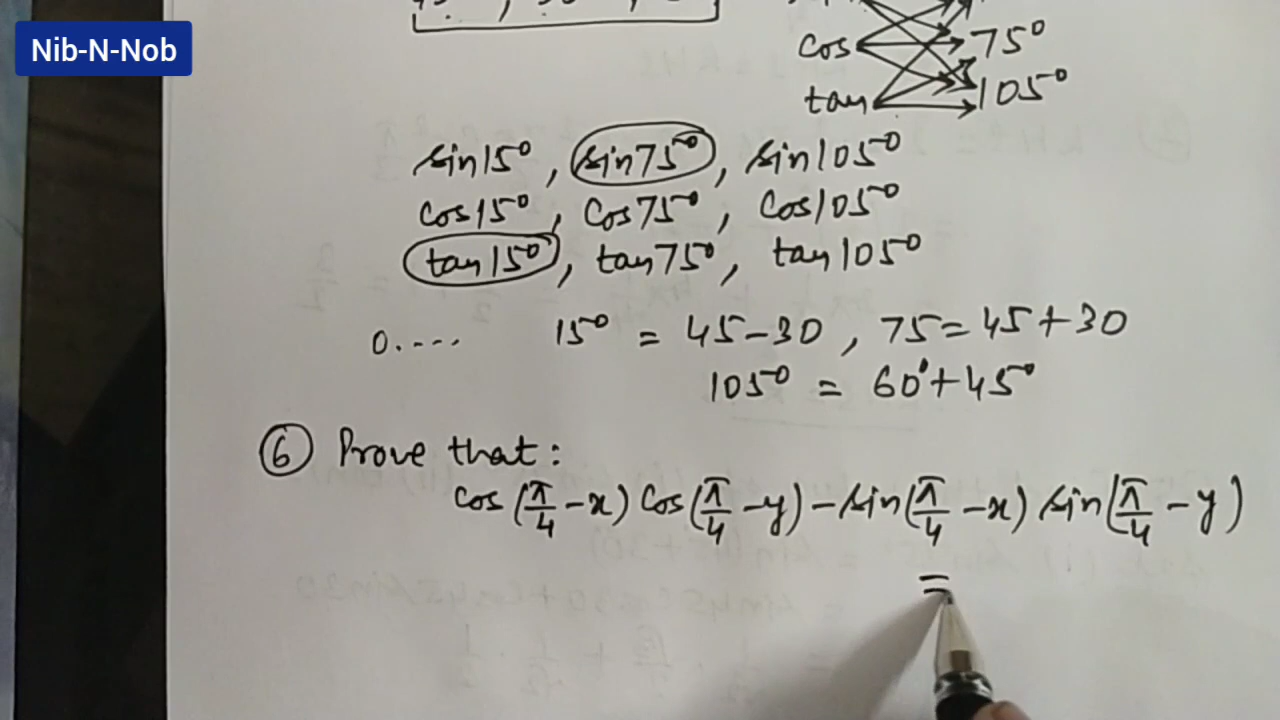 Nib-N-Nob
cos 75°
tan 105°
sin15°, sin75°, sin105°
cos15°, cos75°, cos105°
tan15°, tan75°, tan105°
0.... 15° = 45-30, 75=45+30
105° = 60°+45°
⑥ Prove that:
cos(π/4 -x) cos(π/4 -y) - sin(π/4 -x) sin(π/4 -y)
=